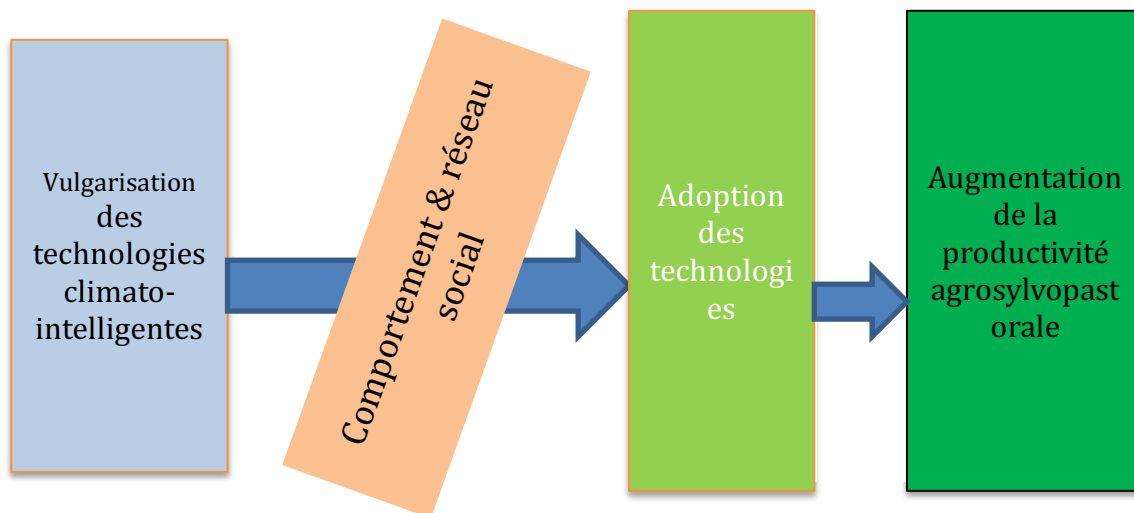 Vulgarisation
des
technologies
climato-
intelligentes
Comportement & réseau
social
Adoption
des
technologi
es
Augmentation
de la
productivité
agrosylvopast
orale